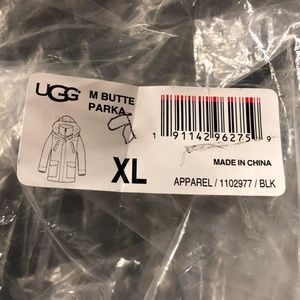 UGG
M BUTTE
PARKA
XL
1 91142 96275 9
MADE IN CHINA
APPAREL / 1102977 / BLK